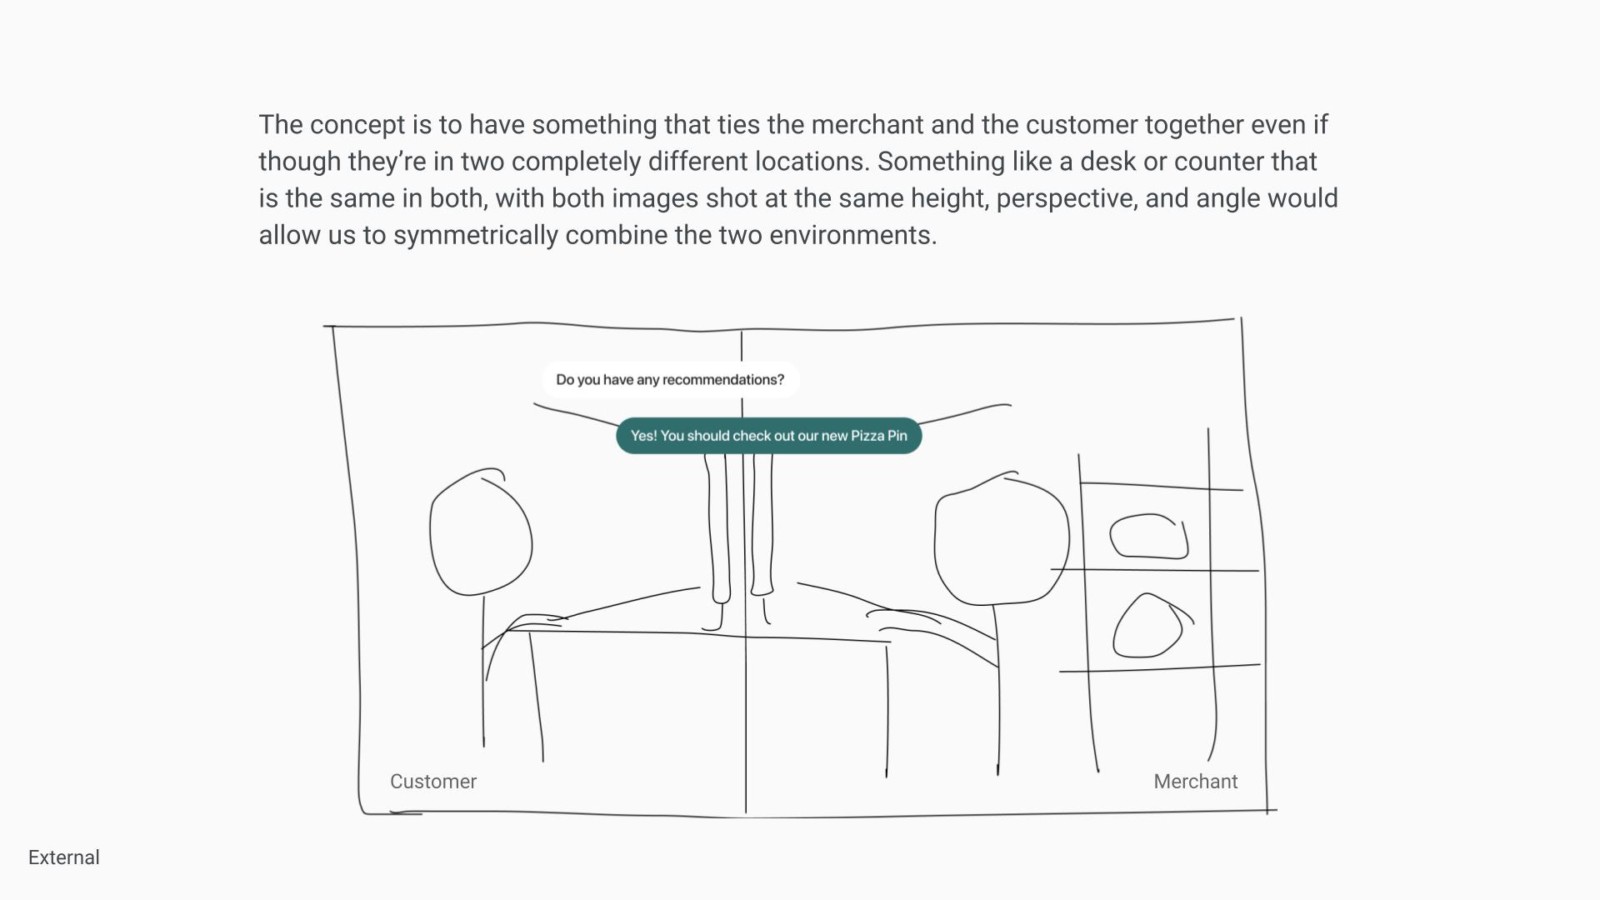 The concept is to have something that ties the merchant and the customer together even if
though they’re in two completely different locations. Something like a desk or counter that
is the same in both, with both images shot at the same height, perspective, and angle would
allow us to symmetrically combine the two environments.
Do you have any recommendations?
Yes! You should check out our new Pizza Pin
Customer
Merchant
External